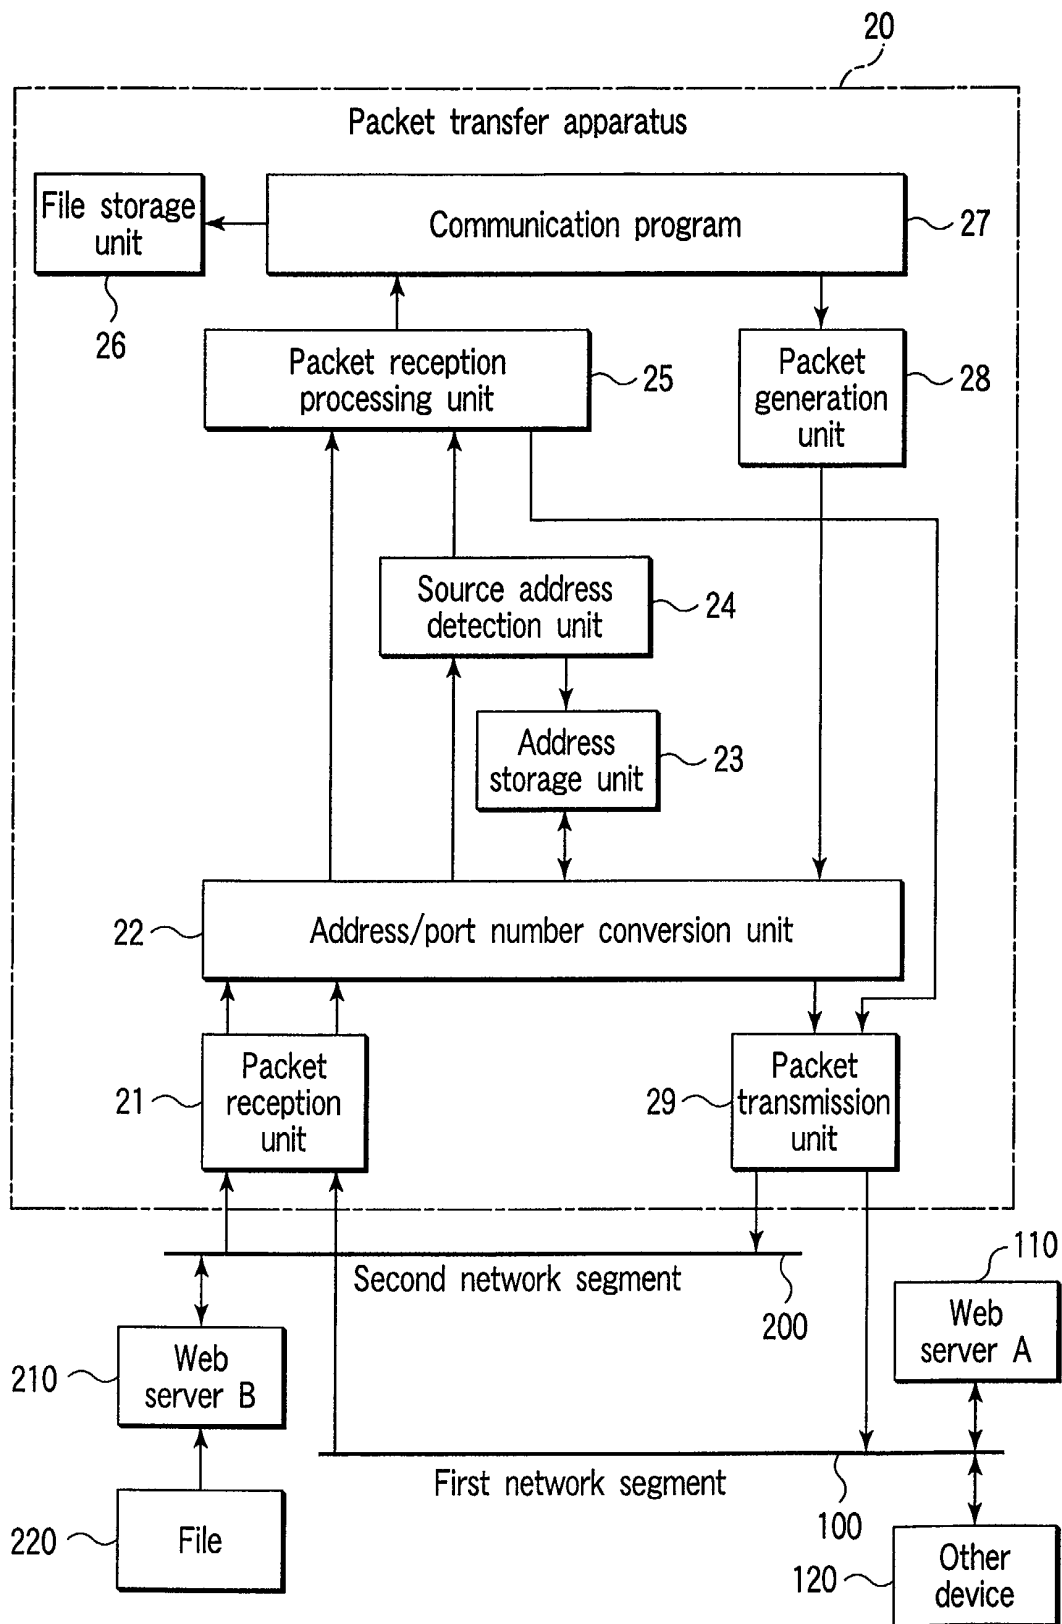 20
Packet transfer apparatus
File storage
unit
26
Communication program
27
Packet reception
processing unit
25
Packet
generation
unit
28
Source address
detection unit
24
Address
storage unit
23
22
Address/port number conversion unit
21
Packet
reception
unit
29
Packet
transmission
unit
Second network segment
200
110
Web
server A
210
Web
server B
First network segment
100
220
File
120
Other
device